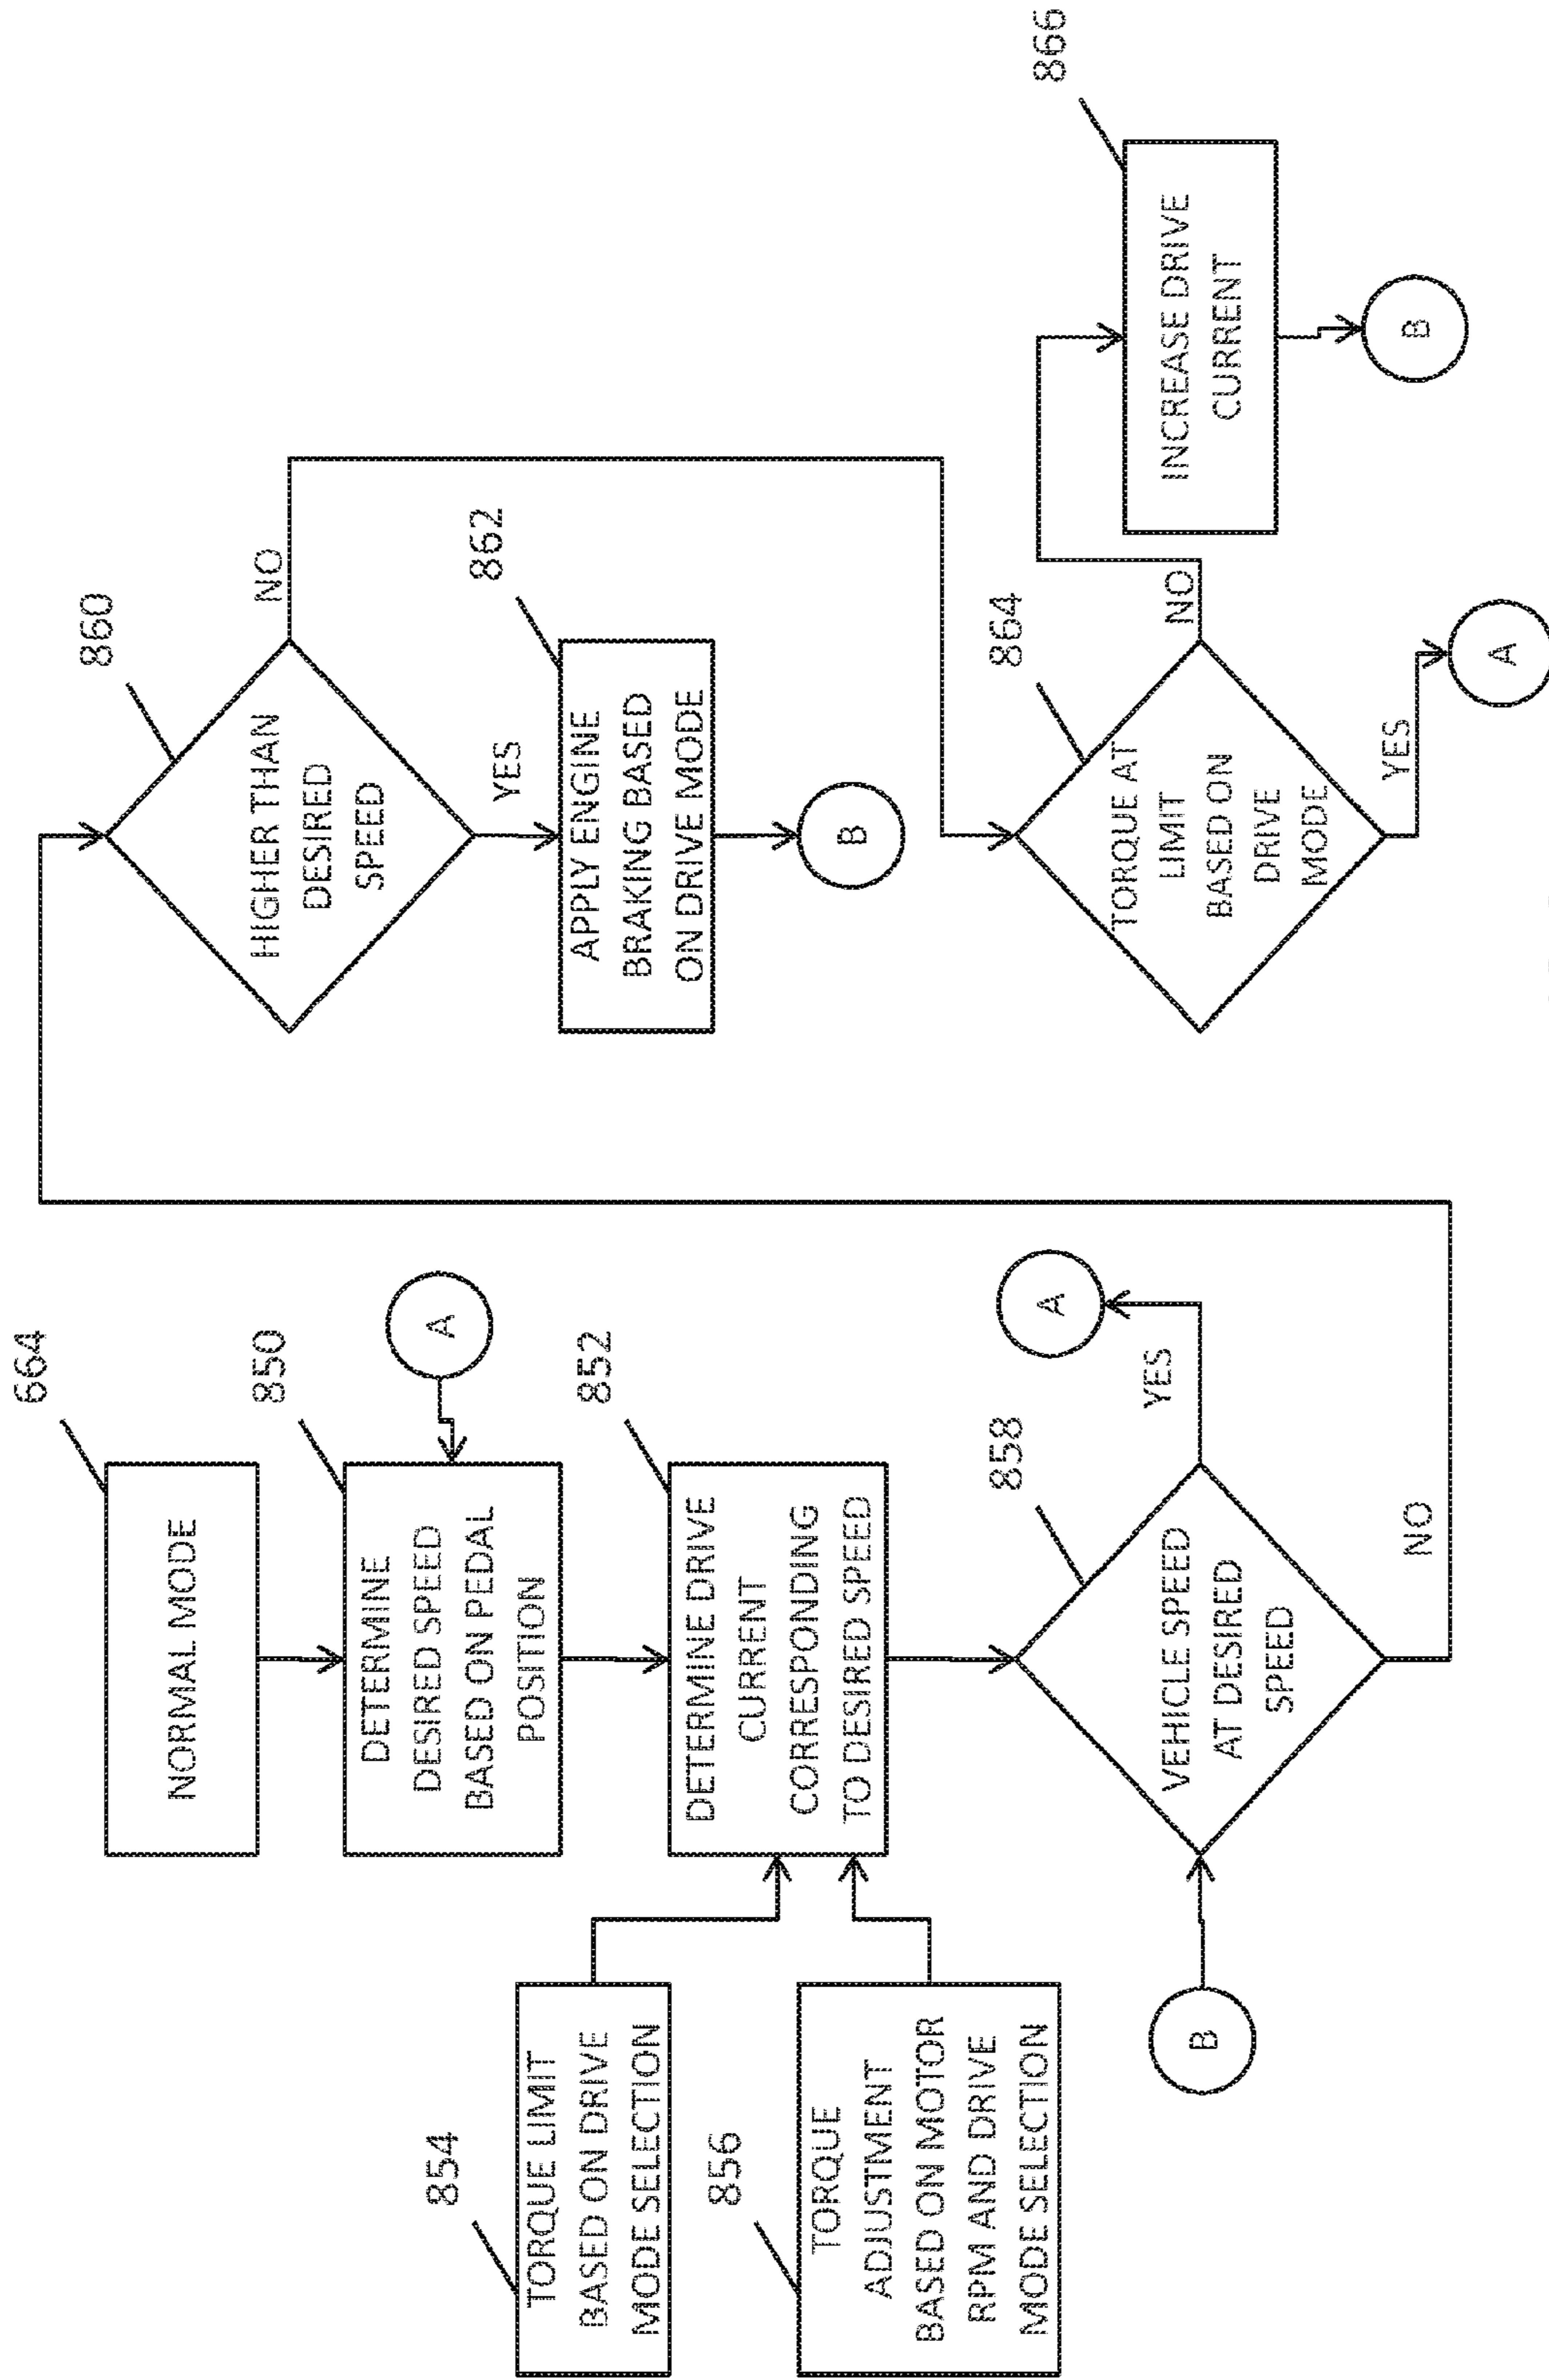 664
NORMAL MODE
850
DETERMINE
DESIRED SPEED
BASED ON PEDAL
POSITION
A
852
DETERMINE DRIVE
CURRENT
CORRESPONDING
TO DESIRED SPEED
854
TORQUE LIMIT
BASED ON DRIVE
MODE SELECTION
856
TORQUE
ADJUSTMENT
BASED ON MOTOR
RPM AND DRIVE
MODE SELECTION
858
VEHICLE SPEED
AT DESIRED
SPEED
YES
A
NO
B
860
HIGHER THAN
DESIRED
SPEED
NO
YES
862
APPLY ENGINE
BRAKING BASED
ON DRIVE MODE
B
864
TORQUE AT
LIMIT
BASED ON
DRIVE
MODE
NO
YES
A
866
INCREASE DRIVE
CURRENT
B